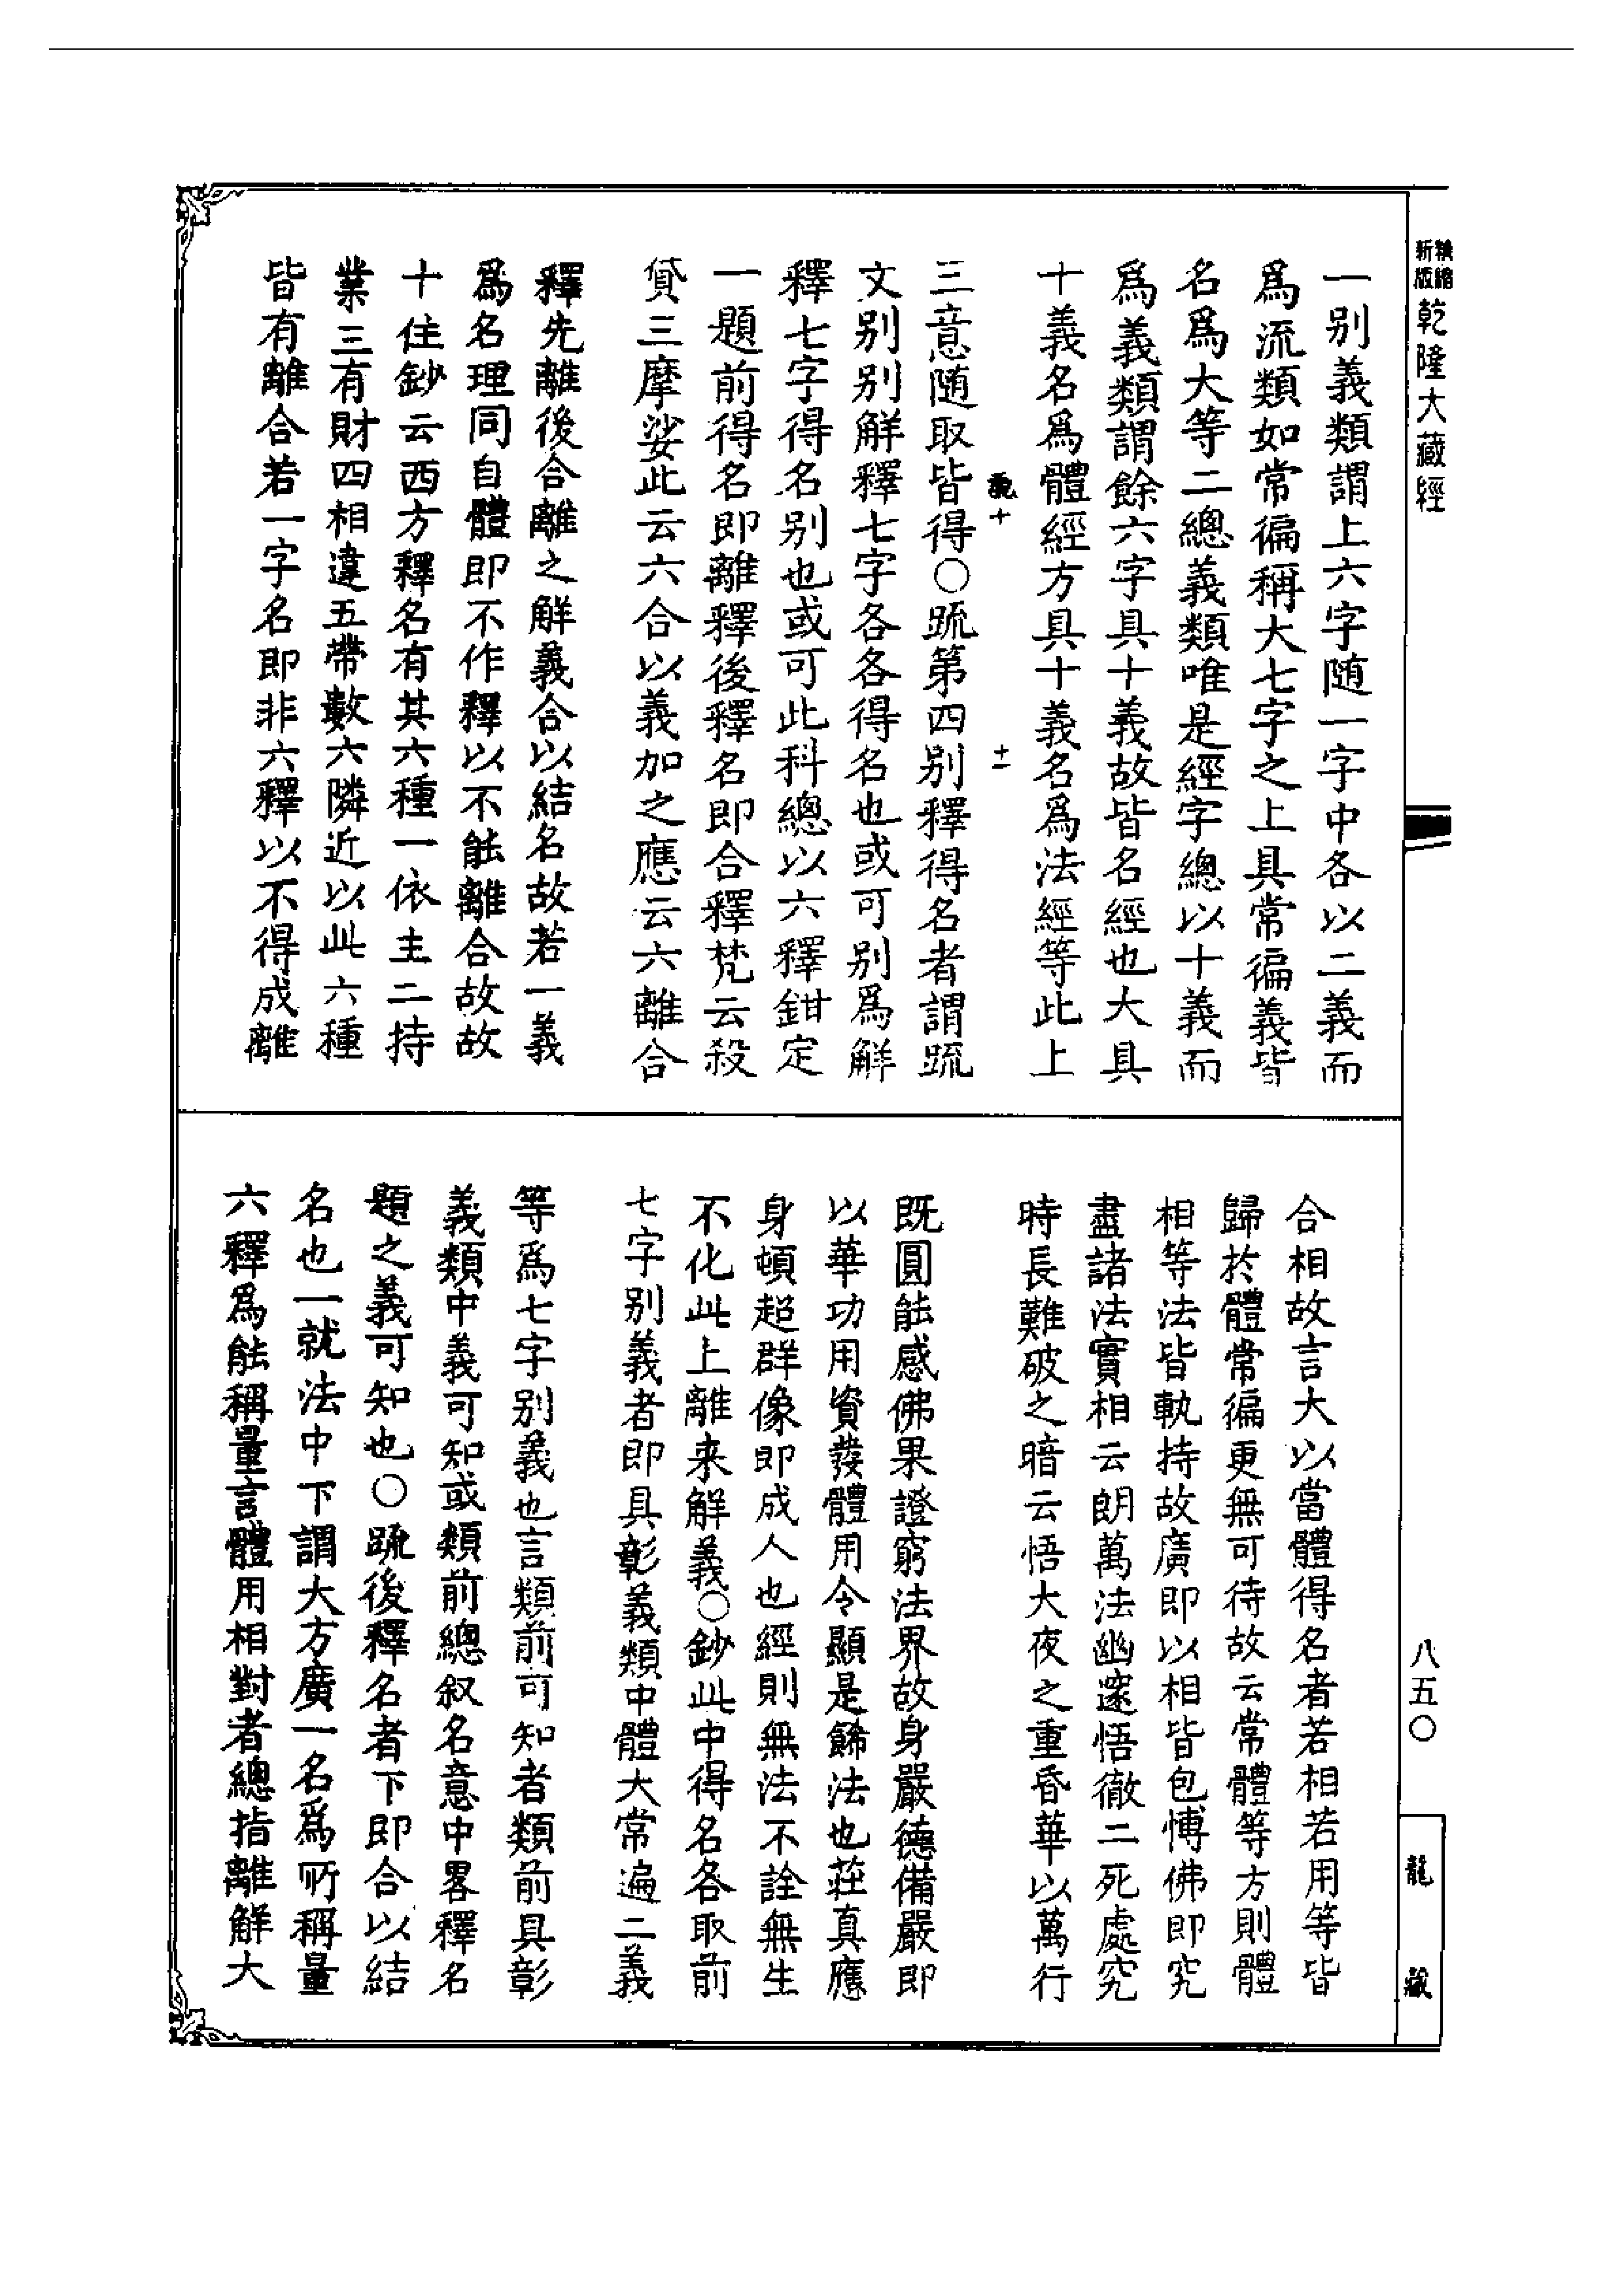 精縮新版乾隆大藏經
一别義類謂上六字随一字中各以二義而
爲流類如常徧稱大七字之上具常徧義皆
名爲大等二總義類唯是經字總以十義而
爲義類謂餘六字具十義故皆名經也大具
十義名爲體經方具十義名爲法經等此上
十一
三意随取皆得〇䟽第四别釋得名者謂䟽
文别别解釋七字各各得名也或可别爲解
釋七字得名别也或可此科總以六釋鉗定
一題前得名即離釋後釋名即合釋梵云殺
貸三摩娑此云六合以義加之應云六離合
釋先離後合離之解義合以結名故若一義
爲名理同自體即不作釋以不能離合故故
十住鈔云西方釋名有其六種一依主二持
業三有財四相違五帶數六隣近以此六種
皆有離合若一字名即非六釋以不得成離
合相故言大以當體得名者若相若用等皆
歸於體常徧更無可待故云常體等方則體
相等法皆軌持故廣即以相皆包愽佛即究
盡諸法實相云朗萬法幽邃悟徹二死處究
時長難破之暗云悟大夜之重昏華以萬行
既圓能感佛果證窮法界故身嚴德備嚴即
以華功用資發體用令顯是餙法也莊真應
身頓超群像即成人也經則無法不詮無生
不化此上離来解義〇鈔此中得名各取前
七字别義者即具彰義類中體大常遍二義
等爲七字别義也言類前可知者類前具彰
義類中義可知或類前總叙名意中畧釋名
題之義可知也〇䟽後釋名者下即合以結
名也一就法中下謂大方廣一名爲所稱量
六釋爲能稱量言體用相對者總指離解大
八五〇
龍藏